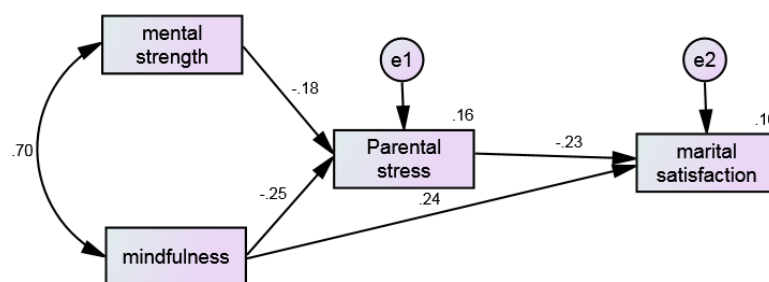 mental
strength
e1
e2
-.18
.16
.70
Parental
stress
-.23
marital
satisfaction
-.25
.24
mindfulness